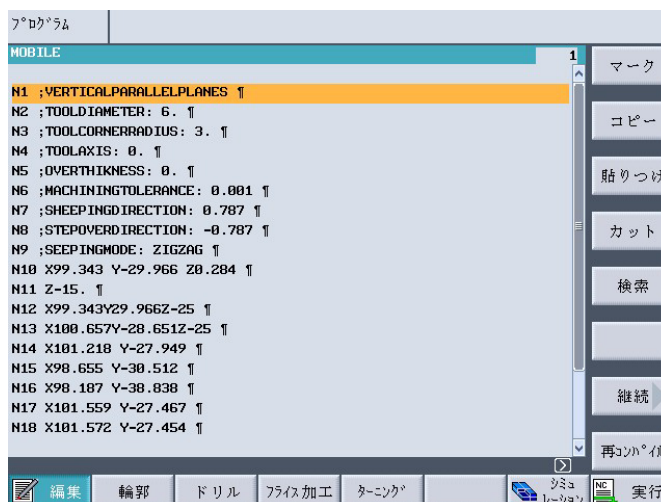 プログラム
MOBILE 1
N1 ;VERTICALPARALLELPLANES ¶
N2 ;TOOLDIAMETER: 6. ¶
N3 ;TOOLCORNERRADIUS: 3. ¶
N4 ;TOOLAXIS: 0. ¶
N5 ;OVERTHIKNESS: 0. ¶
N6 ;MACHININGTOLERANCE: 0.001 ¶
N7 ;SHEEPINGDIRECTION: 0.787 ¶
N8 ;STEPOVERDIRECTION: -0.787 ¶
N9 ;SEEPINGMODE: ZIGZAG ¶
N10 X99.343 Y-29.966 Z0.284 ¶
N11 Z-15. ¶
N12 X99.343Y29.966Z-25 ¶
N13 X100.657Y-28.651Z-25 ¶
N14 X101.218 Y-27.949 ¶
N15 X98.655 Y-30.512 ¶
N16 X98.187 Y-38.838 ¶
N17 X101.559 Y-27.467 ¶
N18 X101.572 Y-27.454 ¶
マーク
コピー
貼りつけ
カット
検索
継続
再コンパイル
編集
輪郭
ドリル
フライス加工
ターニング
シミュ
レーション
NC
実行